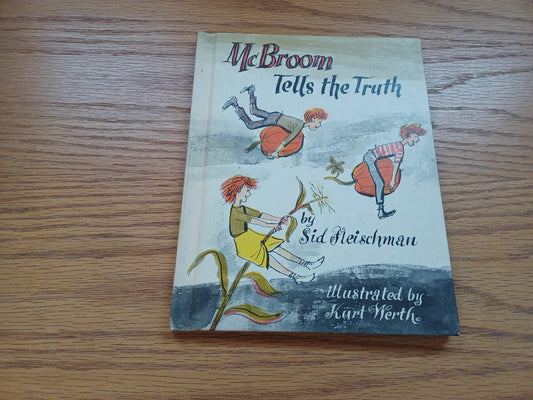 McBroom
Tells the Truth
by
Sid Fleischman
illustrated by
Kurt Werth